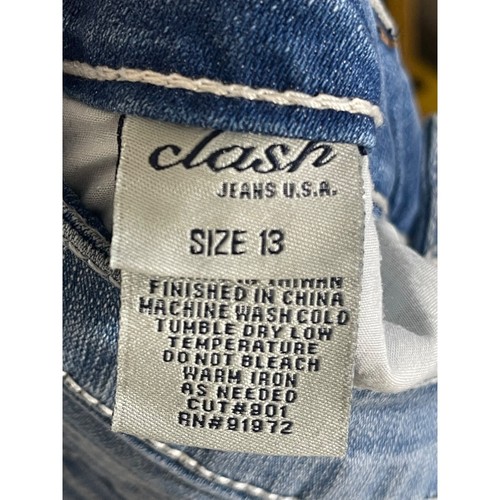 clash
JEANS U.S.A.
SIZE 13
FINISHED IN CHINA
MACHINE WASH COLD
TUMBLE DRY LOW
TEMPERATURE
DO NOT BLEACH
WARM IRON
AS NEEDED
CUT#901
RN#91972